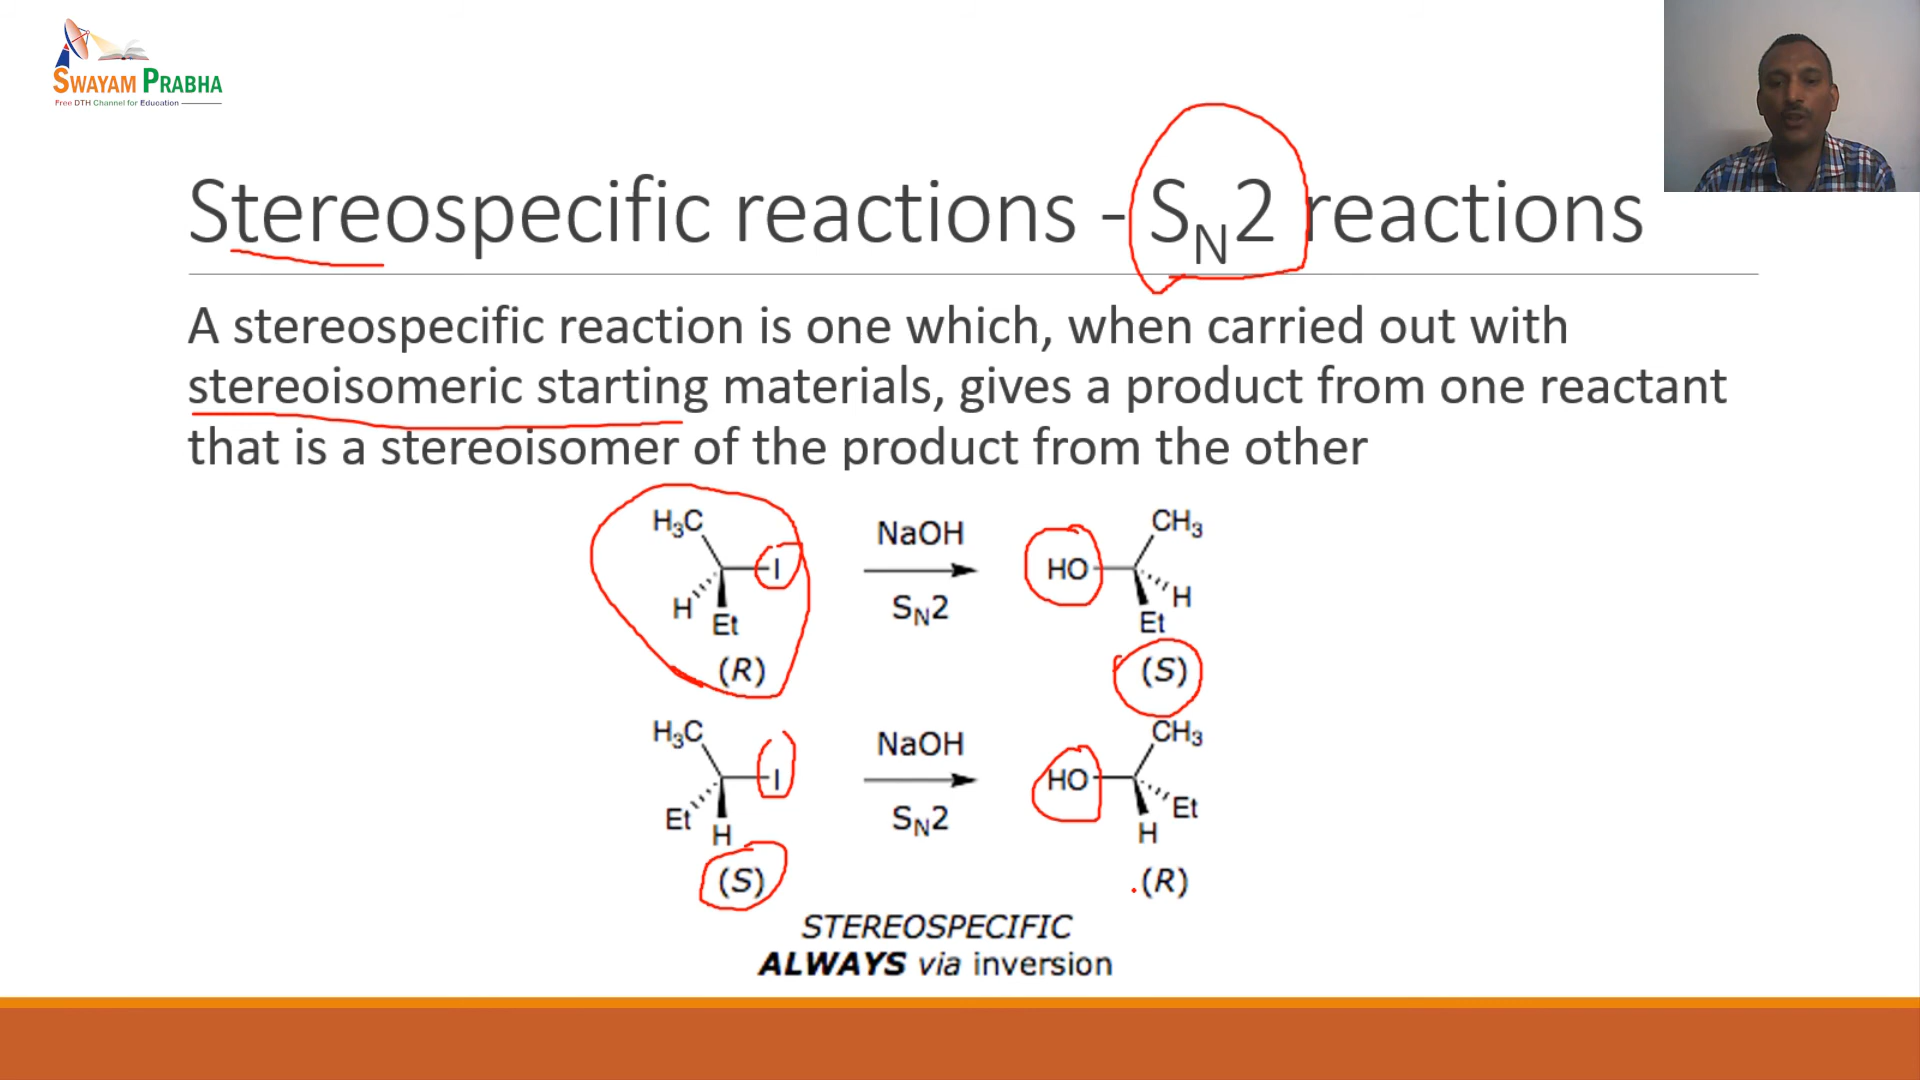 SWAYAM PRABHA
Free DTH Channel for Education
Stereospecific reactions - SN2 reactions
A stereospecific reaction is one which, when carried out with
stereoisomeric starting materials, gives a product from one reactant
that is a stereoisomer of the product from the other
H3C
I
H
Et
(R)
NaOH
SN2
CH3
HO
H
Et
(S)
H3C
I
Et
H
(S)
NaOH
SN2
CH3
HO
Et
H
(R)
STEREOSPECIFIC
ALWAYS via inversion